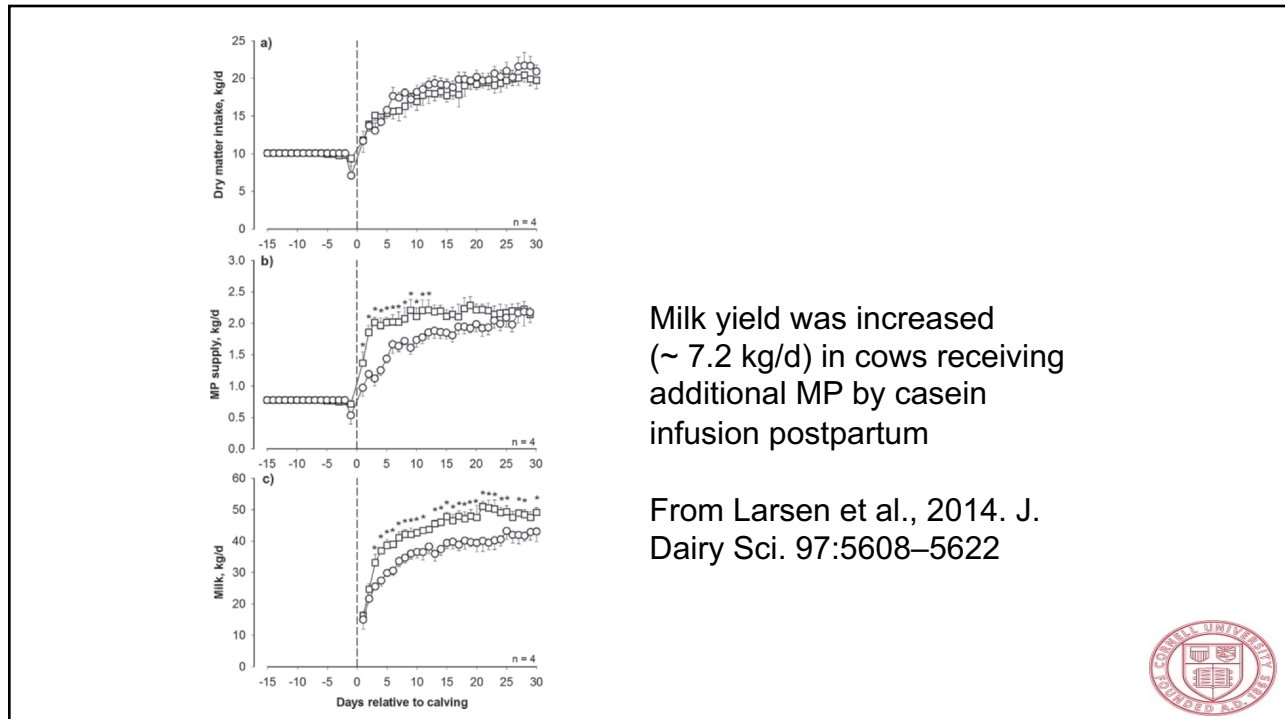 a)
25
20
15
10
5
0
Dry matter intake, kg/d
n = 4
-15 -10 -5 0 5 10 15 20 25 30
b)
3.0
2.5
2.0
1.5
1.0
0.5
0.0
MP supply, kg/d
n = 4
-15 -10 -5 0 5 10 15 20 25 30
c)
60
50
40
30
20
10
0
Milk, kg/d
n = 4
-15 -10 -5 0 5 10 15 20 25 30
Days relative to calving
Milk yield was increased
(~ 7.2 kg/d) in cows receiving
additional MP by casein
infusion postpartum
From Larsen et al., 2014. J.
Dairy Sci. 97:5608–5622
CORNELL UNIVERSITY
FOUNDED A.D. 1865